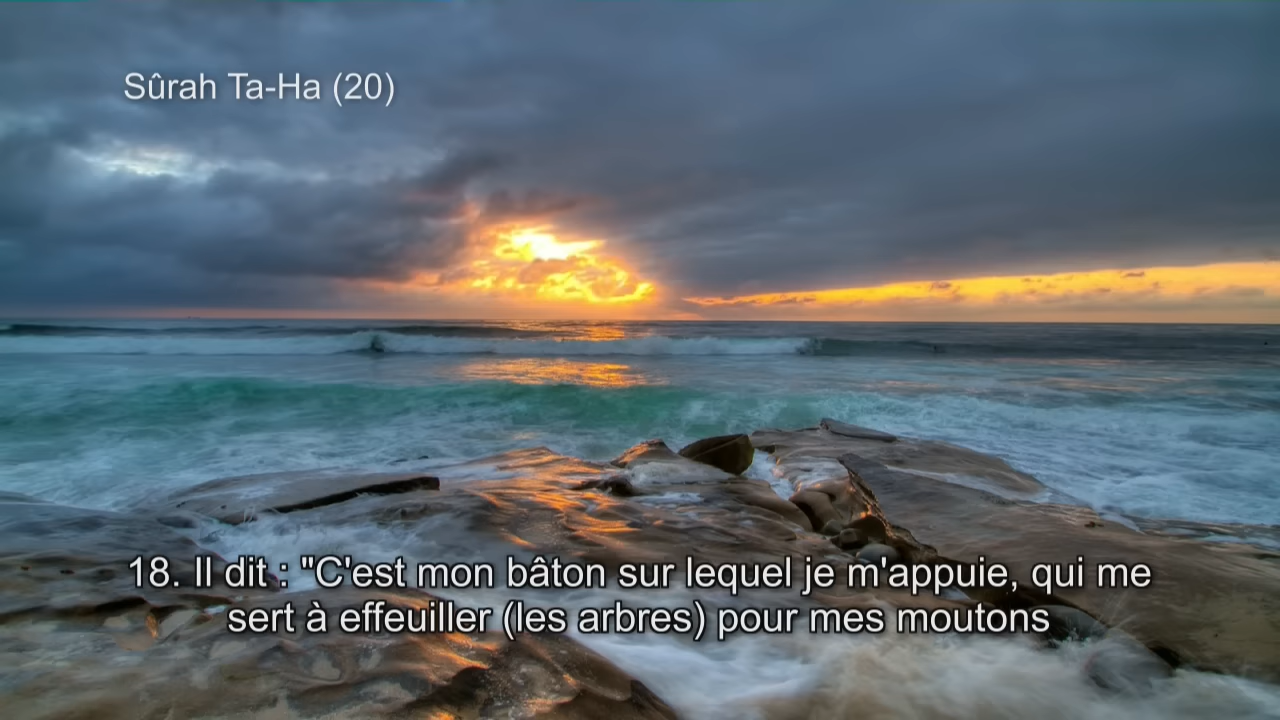 Sûrah Ta-Ha (20)
18. Il dit : "C'est mon bâton sur lequel je m'appuie, qui me
sert à effeuiller (les arbres) pour mes moutons